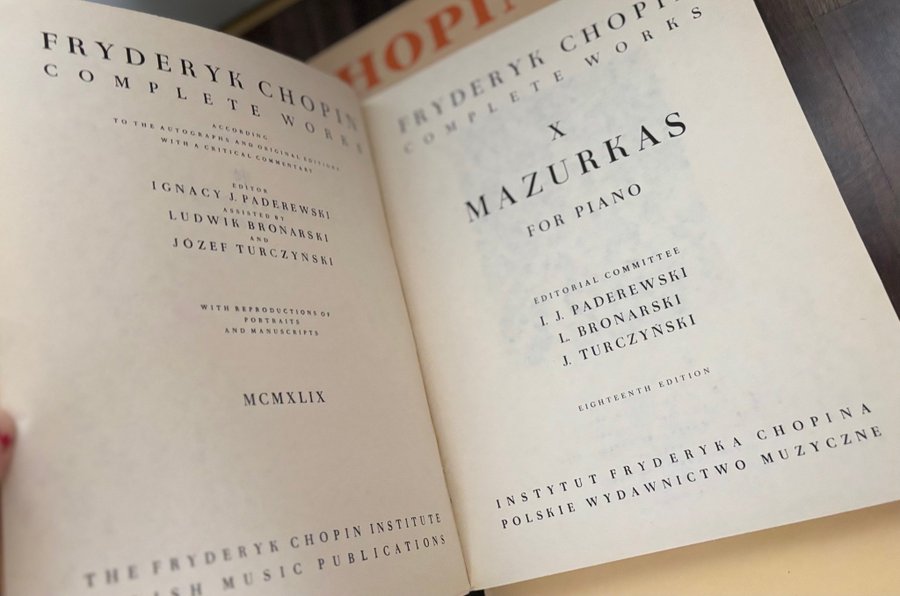 CHOPIN
FRYDERYK CHOPIN
COMPLETE WORKS
ACCORDING
TO THE AUTOGRAPHS AND ORIGINAL EDITIONS
WITH A CRITICAL COMMENTARY
EDITOR
IGNACY J. PADEREWSKI
ASSISTED BY
LUDWIK BRONARSKI
AND
JÓZEF TURCZYŃSKI
WITH REPRODUCTIONS OF
PORTRAITS
AND MANUSCRIPTS
MCMXLIX
THE FRYDERYK CHOPIN INSTITUTE
MUSIC PUBLICATIONS
FRYDERYK CHOPIN
COMPLETE WORKS
X
MAZURKAS
FOR PIANO
EDITORIAL COMMITTEE
I. J. PADEREWSKI
L. BRONARSKI
J. TURCZYŃSKI
EIGHTEENTH EDITION
INSTYTUT FRYDERYKA CHOPINA
POLSKIE WYDAWNICTWO MUZYCZNE